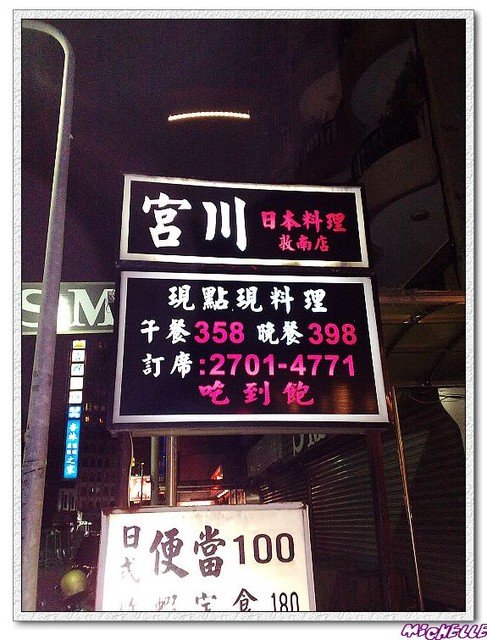 宮川 日本料理
敦南店
SM
現點現料理
午餐358 晚餐398
訂席:2701-4771
吃到飽
日式便當100
定食180
MiCHELLE